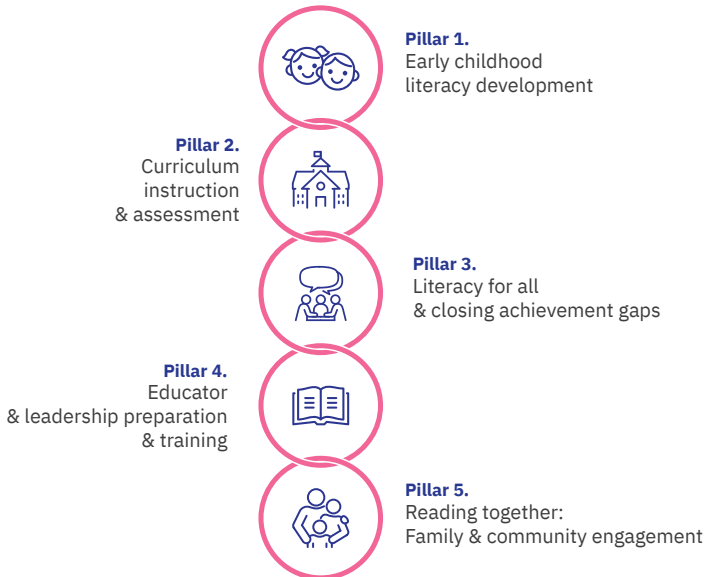 Pillar 1.
Early childhood
literacy development
Pillar 2.
Curriculum
instruction
& assessment
Pillar 3.
Literacy for all
& closing achievement gaps
Pillar 4.
Educator
& leadership preparation
& training
Pillar 5.
Reading together:
Family & community engagement